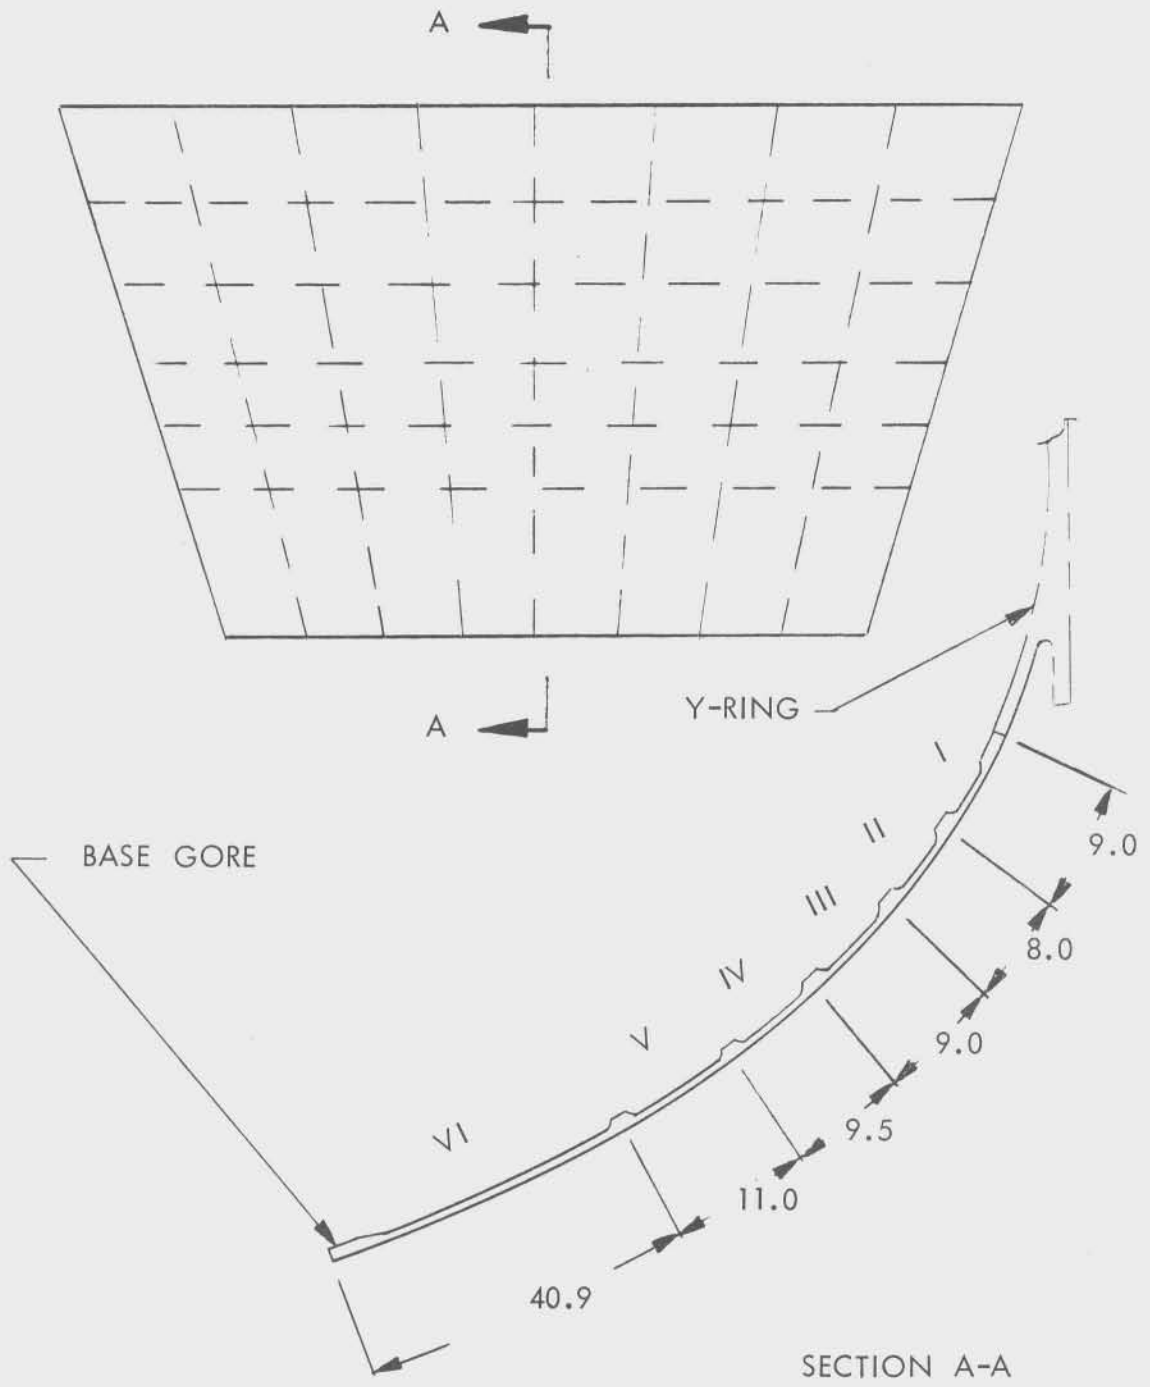 A
A
Y-RING
I
BASE GORE
II
9.0
III
8.0
IV
9.0
V
9.5
VI
11.0
40.9
SECTION A-A